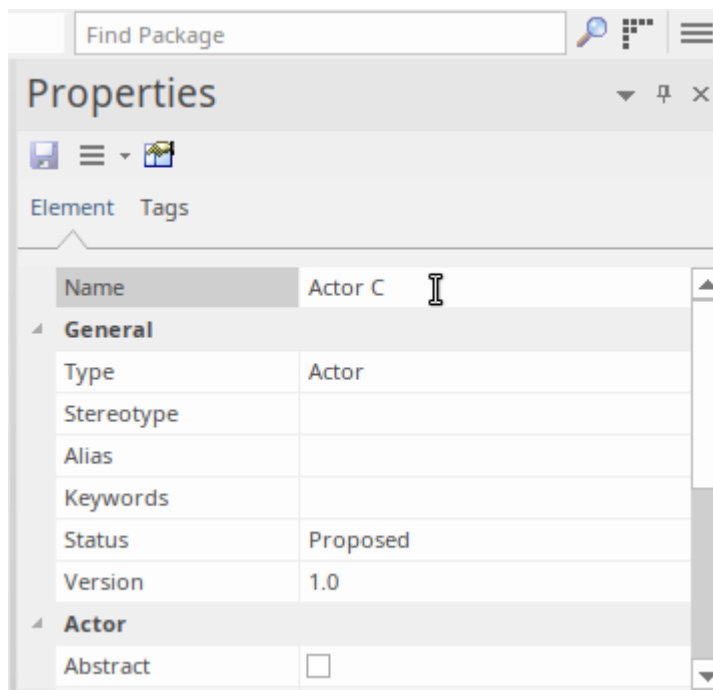 Find Package
Properties
Element Tags
Name Actor C
General
Type Actor
Stereotype
Alias
Keywords
Status Proposed
Version 1.0
Actor
Abstract